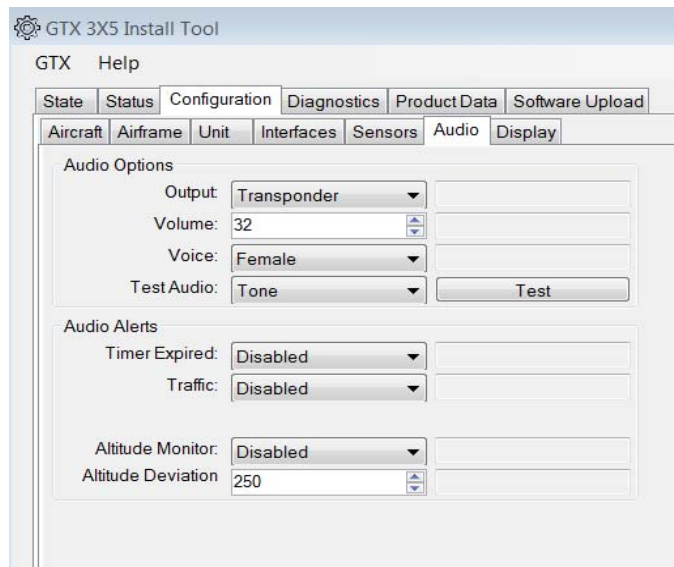 GTX 3X5 Install Tool
GTX Help
State Status Configuration Diagnostics Product Data Software Upload
Aircraft Airframe Unit Interfaces Sensors Audio Display
Audio Options
Output: Transponder
Volume: 32
Voice: Female
Test Audio: Tone Test
Audio Alerts
Timer Expired: Disabled
Traffic: Disabled
Altitude Monitor: Disabled
Altitude Deviation 250